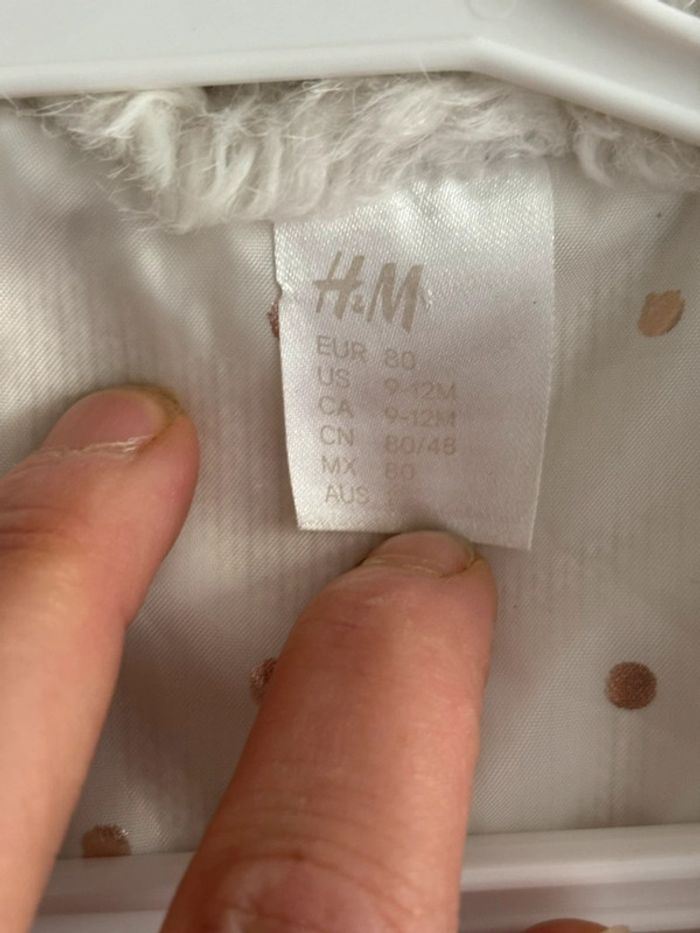 H&M
EUR 80
US 9-12M
CA 9-12M
CN 80/48
MX 80
AUS